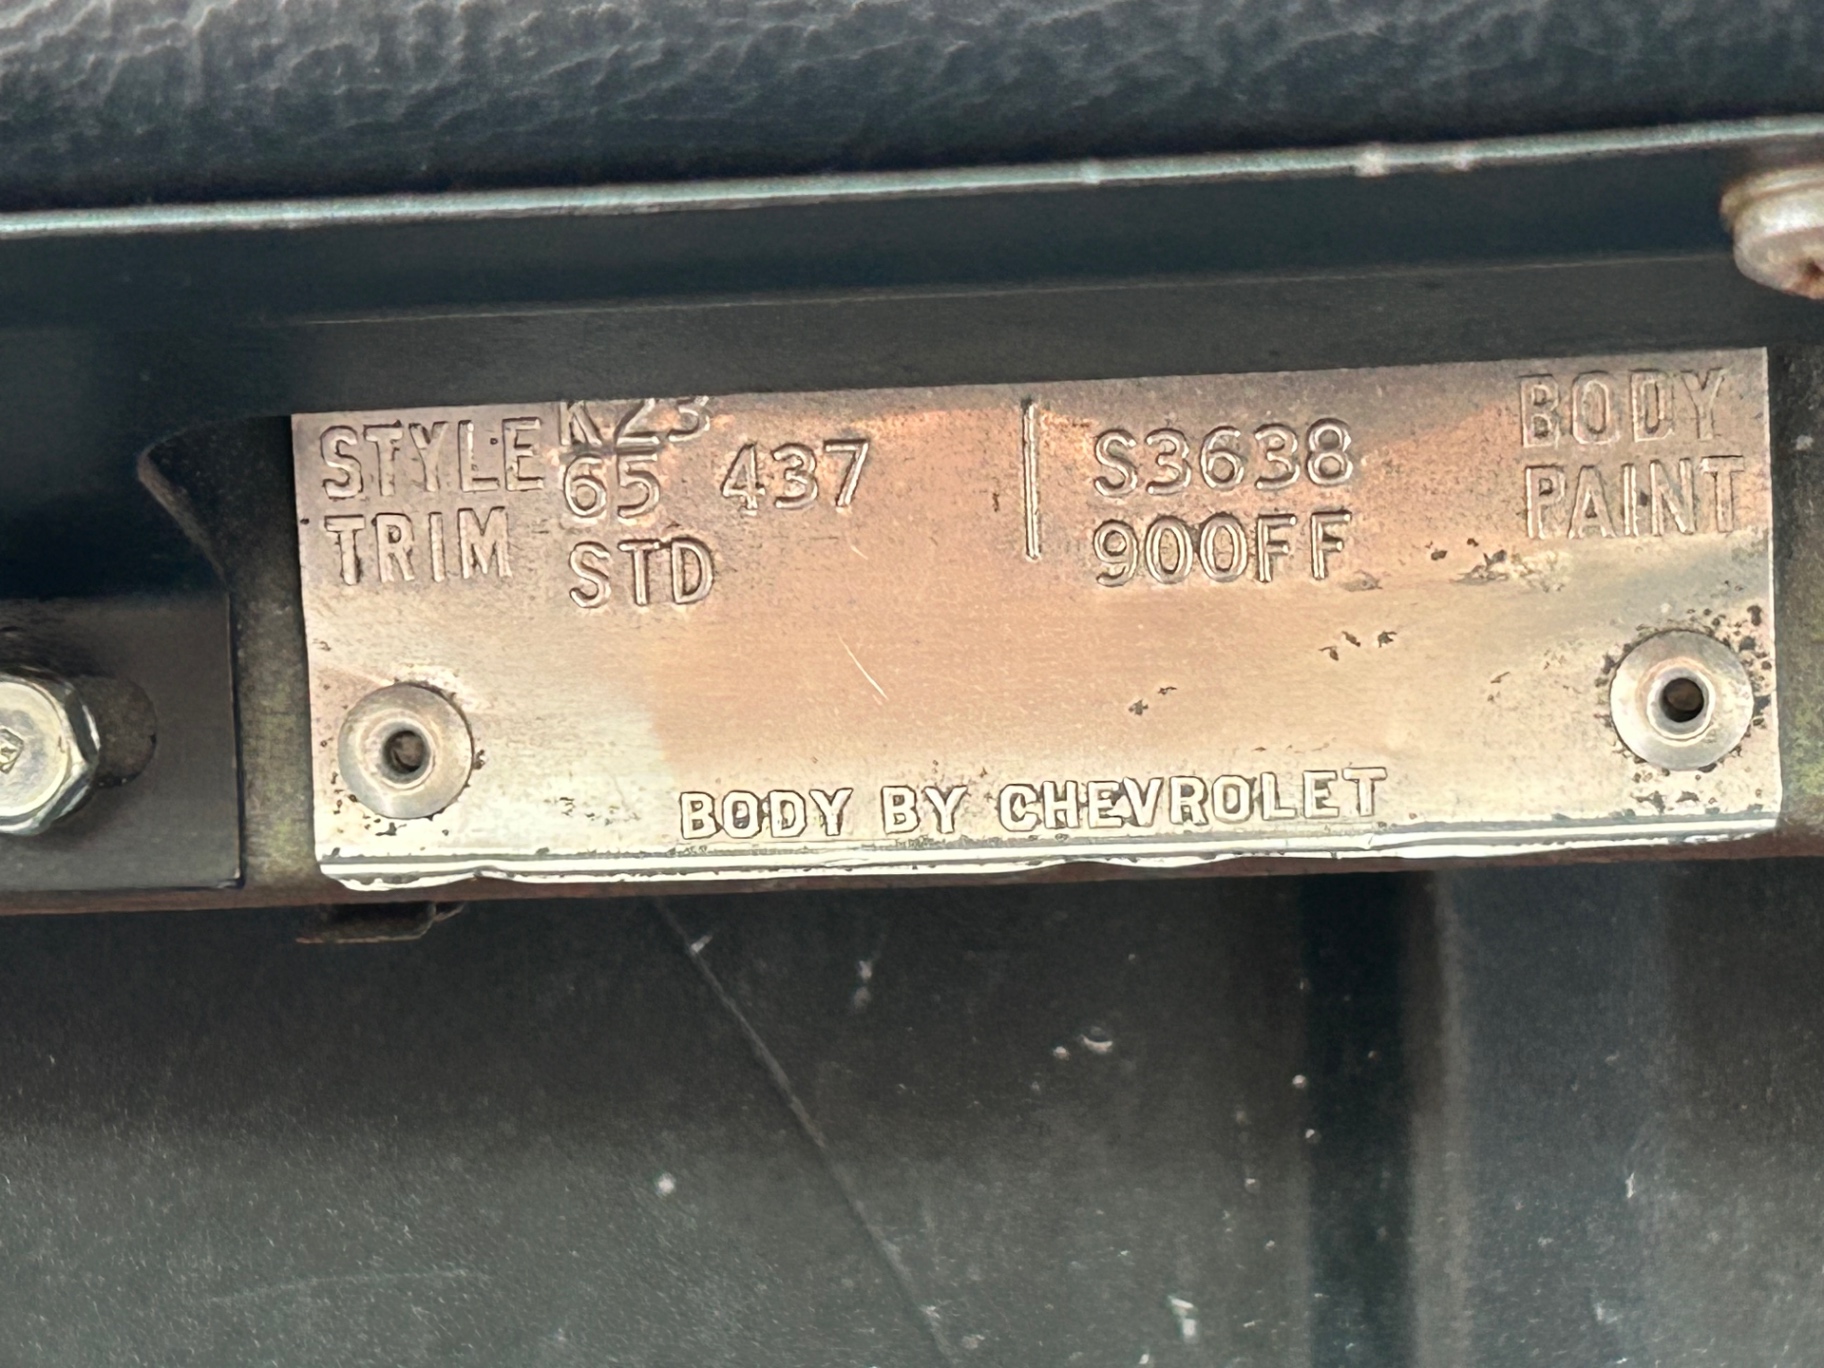 K23
STYLE 65 437 S3638 BODY
TRIM STD 900FF PAINT
BODY BY CHEVROLET